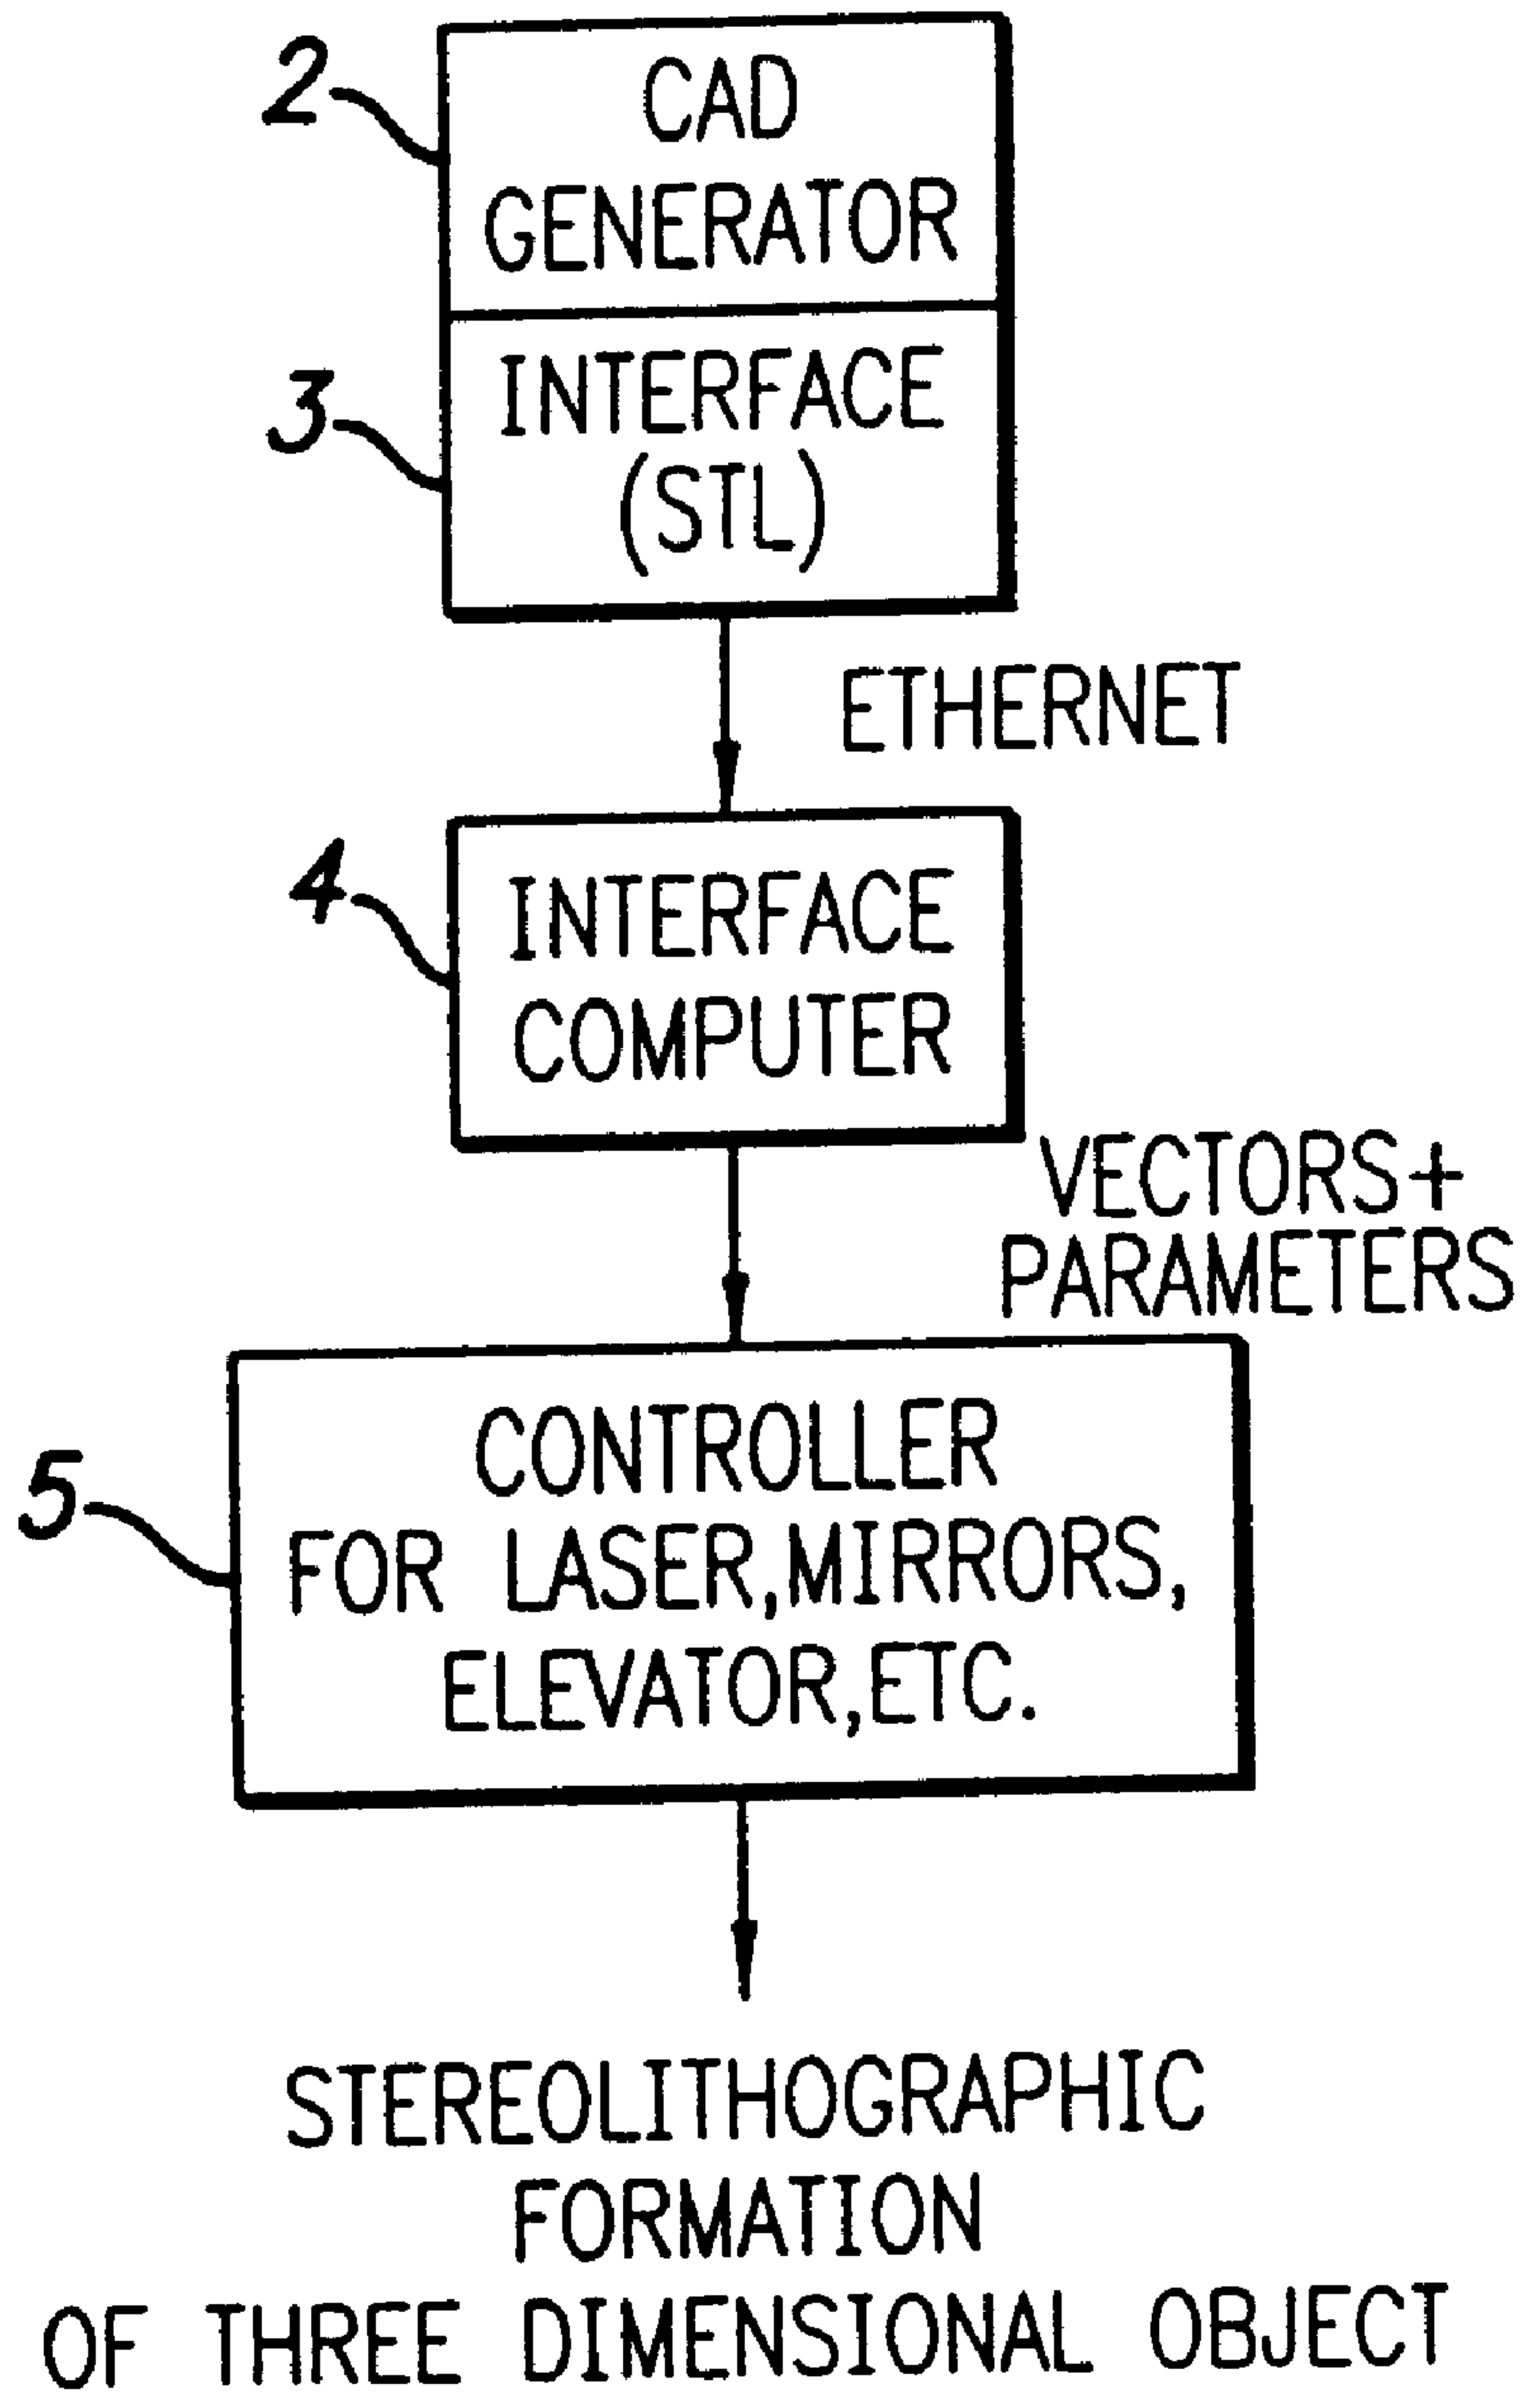 2
CAD
GENERATOR
3
INTERFACE
(STL)
ETHERNET
4
INTERFACE
COMPUTER
VECTORS+
PARAMETERS
5
CONTROLLER
FOR LASER,MIRRORS,
ELEVATOR,ETC.
STEREOLITHOGRAPHIC
FORMATION
OF THREE DIMENSIONAL OBJECT